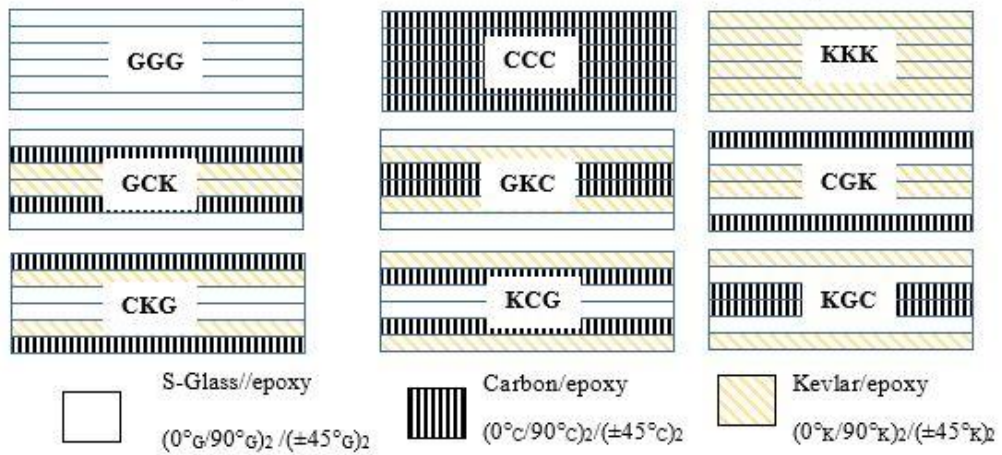 GGG
CCC
KKK
GCK
GKC
CGK
CKG
KCG
KGC
S-Glass//epoxy
(0°G/90°G)2 /(±45°G)2
Carbon/epoxy
(0°C/90°C)2/(±45°C)2
Kevlar/epoxy
(0°K/90°K)2/(±45°K)2